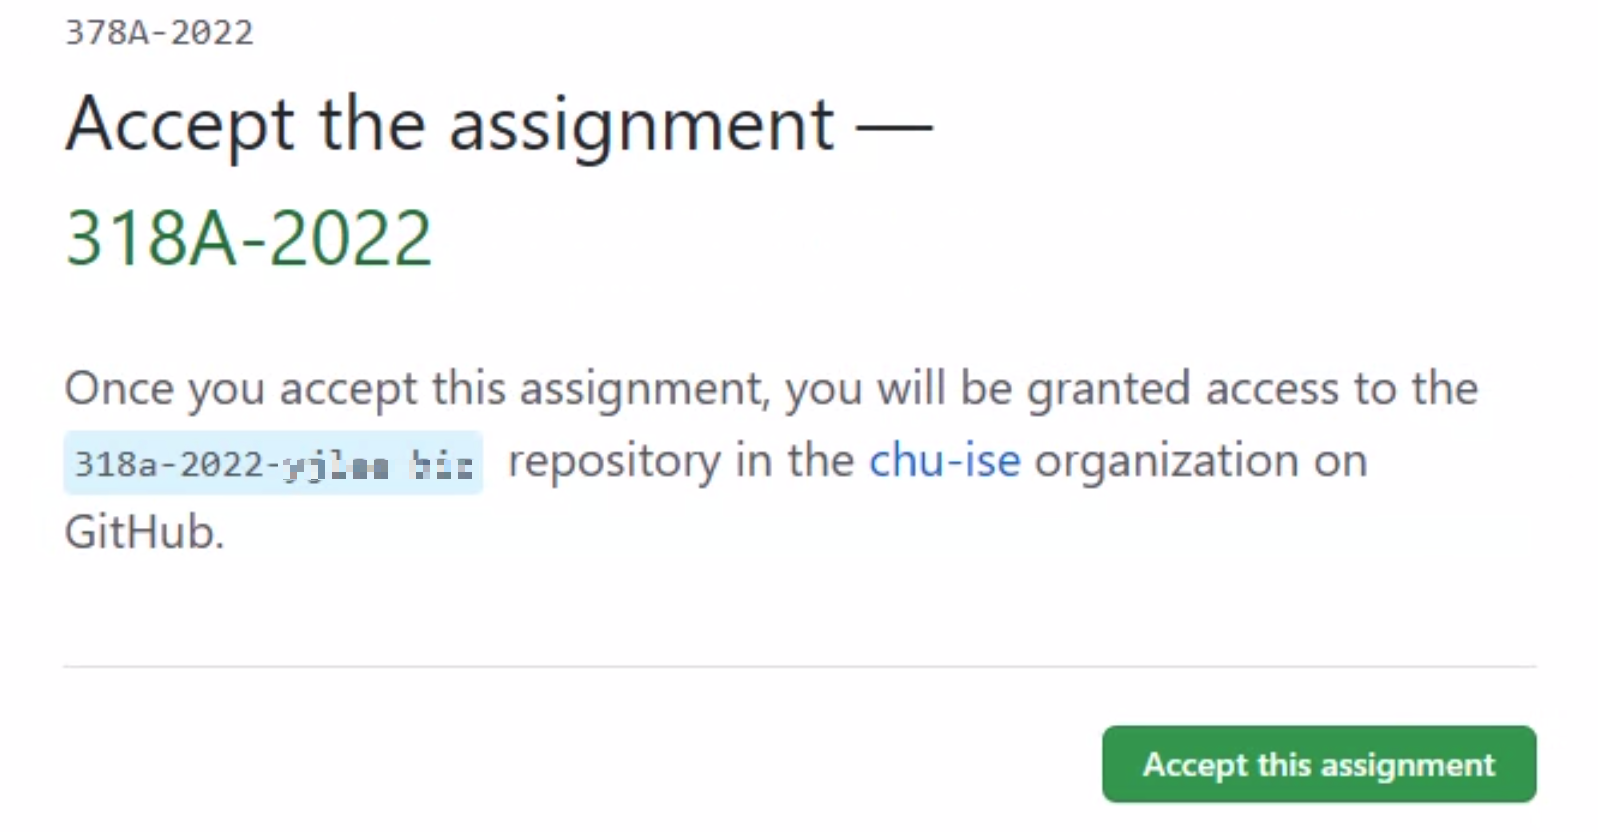 378A-2022
Accept the assignment —
318A-2022
Once you accept this assignment, you will be granted access to the
318a-2022- repository in the chu-ise organization on
GitHub.
Accept this assignment